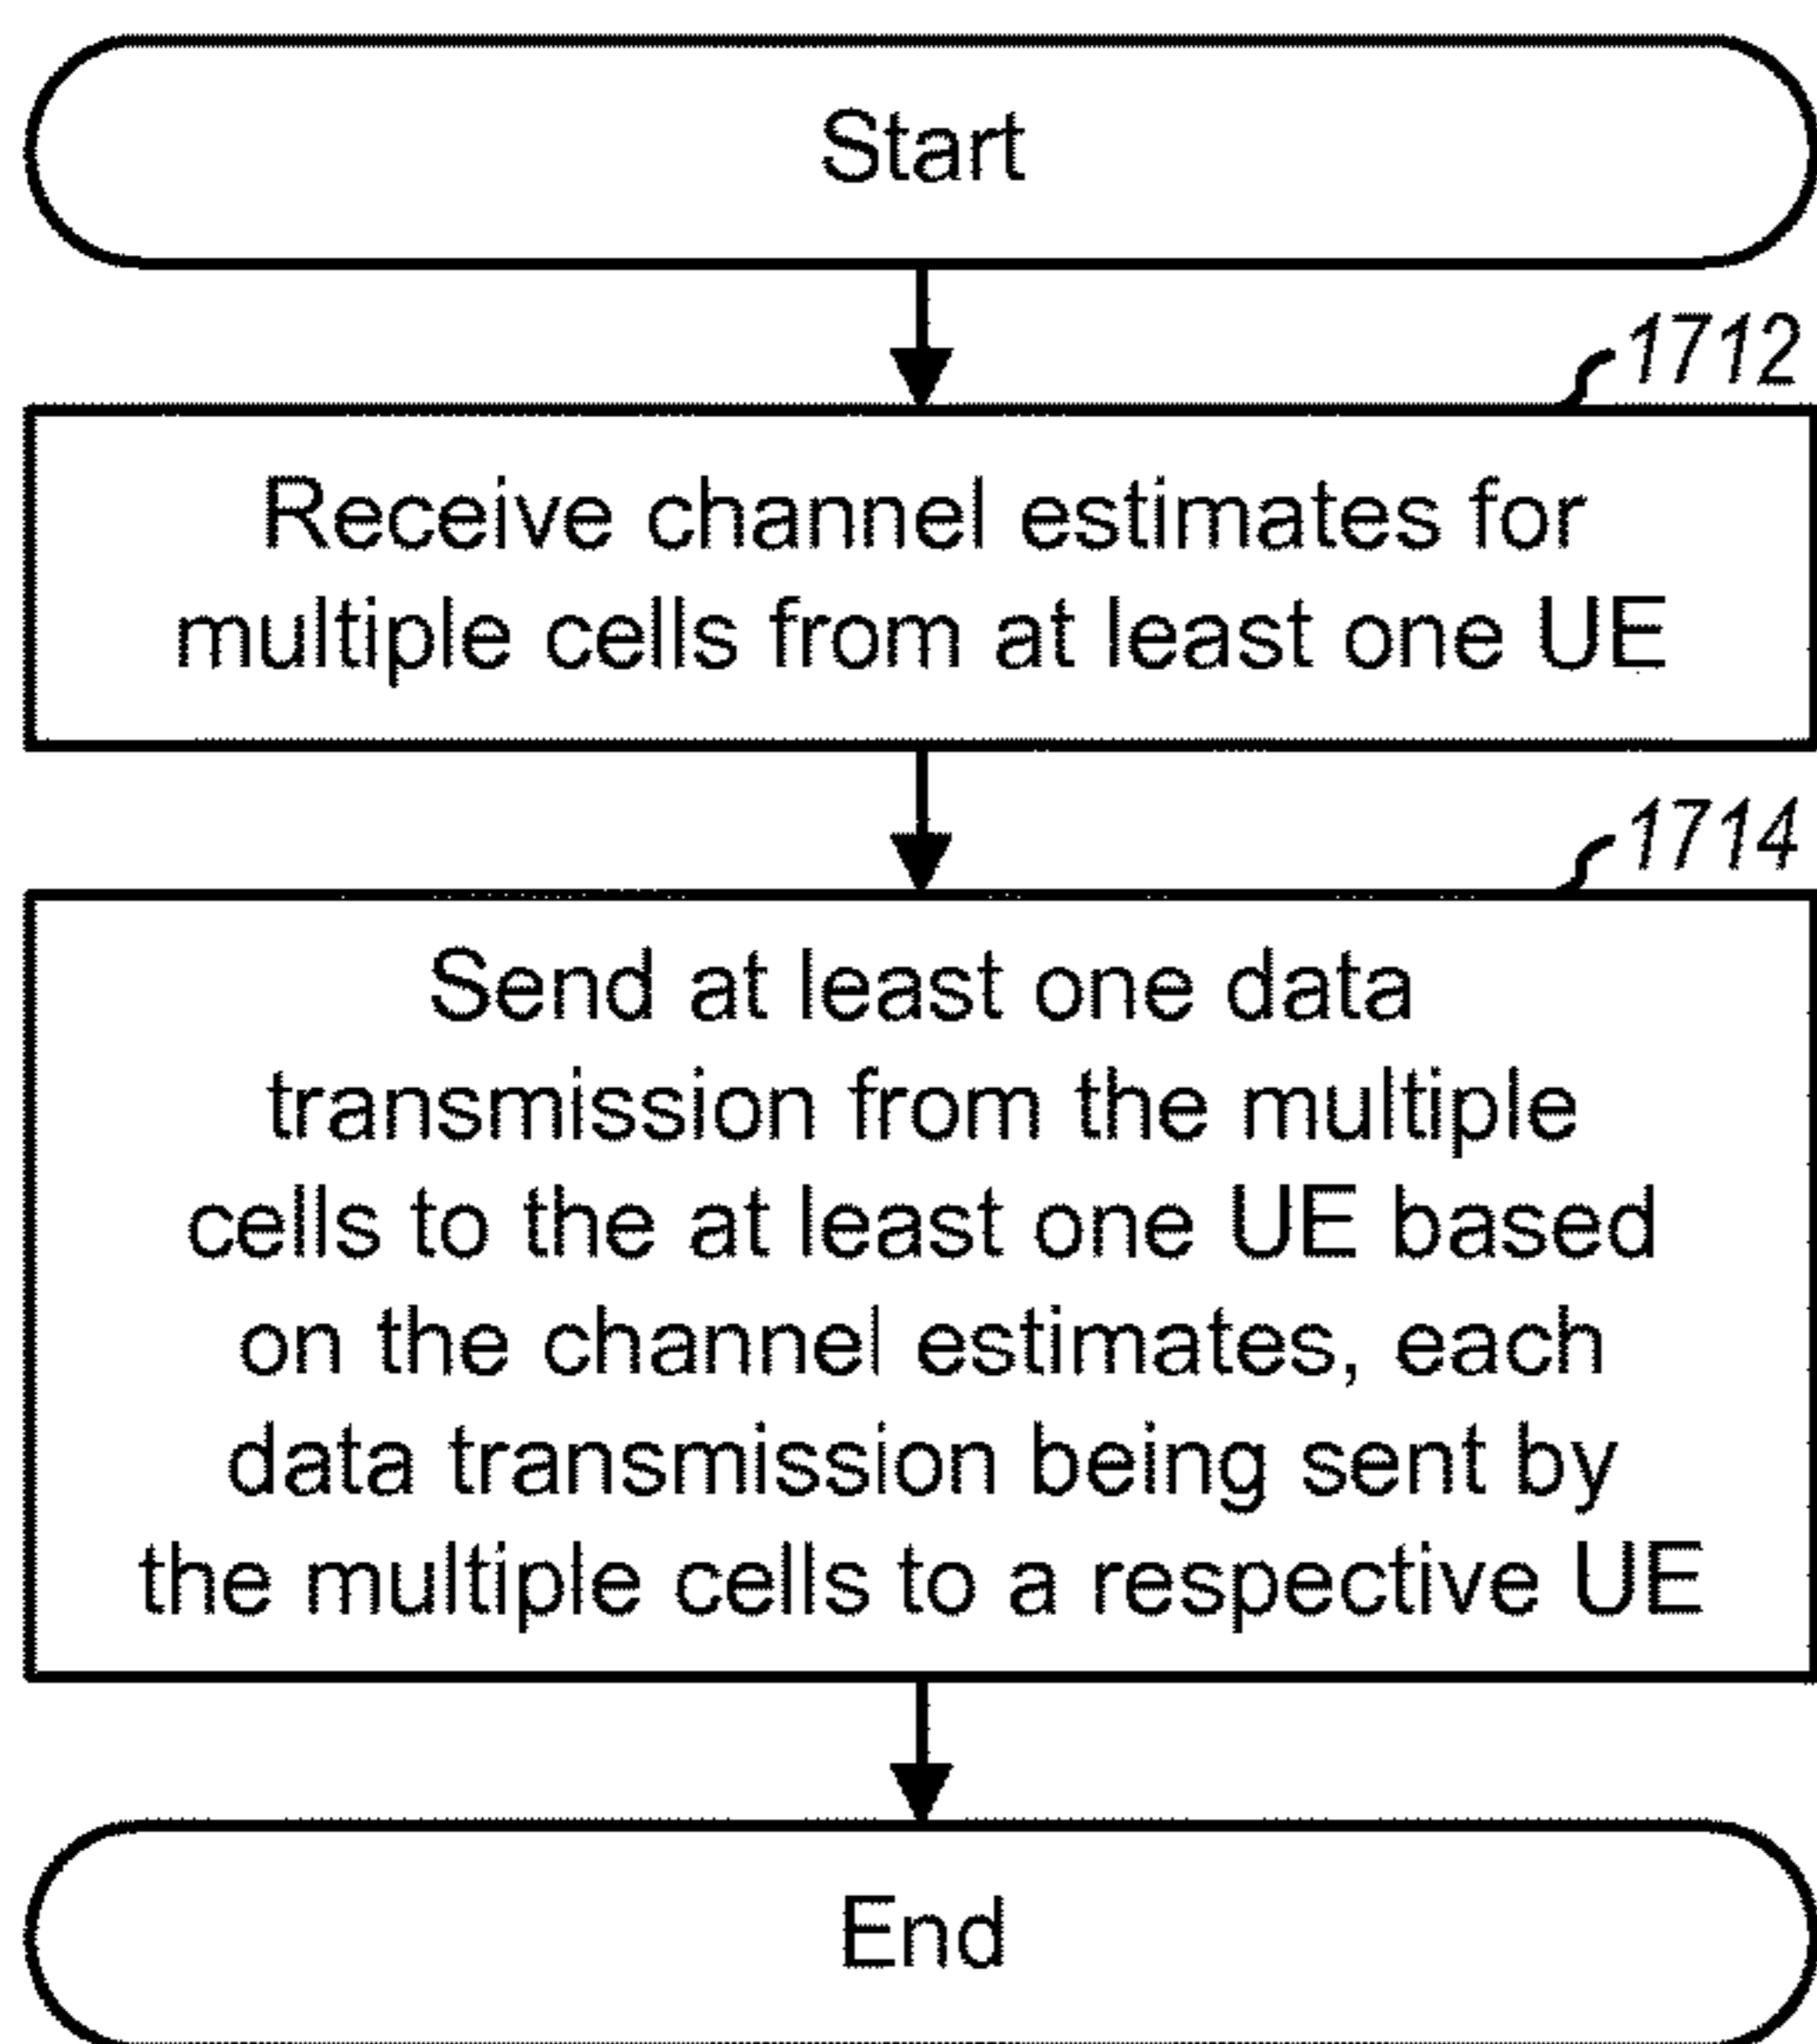 Start
1712
Receive channel estimates for
multiple cells from at least one UE
1714
Send at least one data
transmission from the multiple
cells to the at least one UE based
on the channel estimates, each
data transmission being sent by
the multiple cells to a respective UE
End